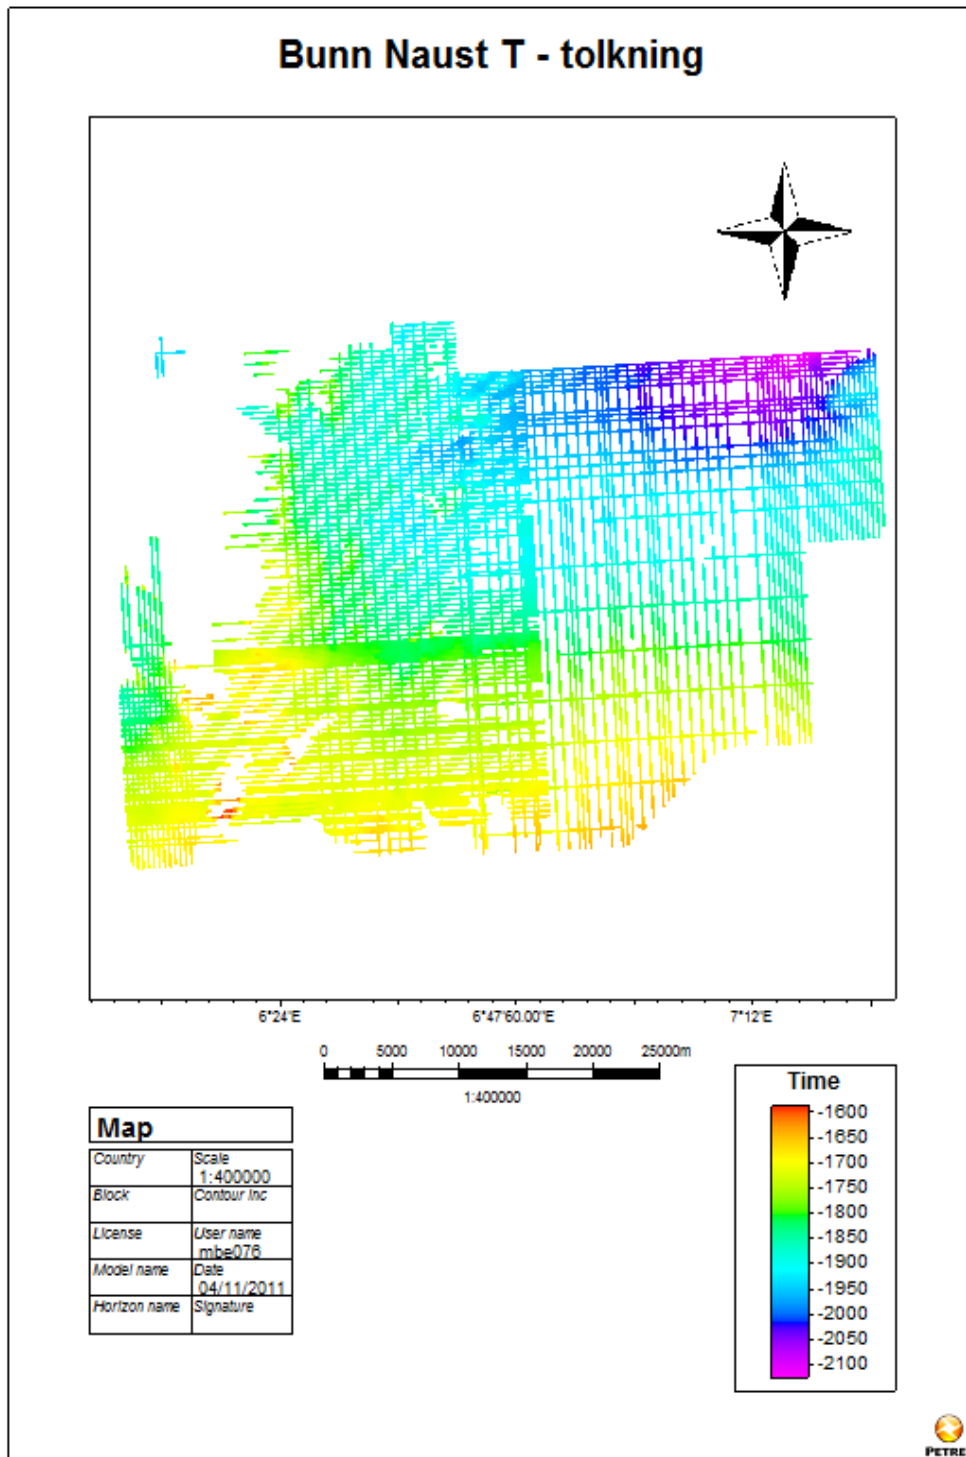 Bunn Naust T - tolkning
6°24'E 6°47'60.00"E 7°12'E
0 5000 10000 15000 20000 25000m
1:400000
Time
-1600
-1650
-1700
-1750
-1800
-1850
-1900
-1950
-2000
-2050
-2100
Map
Country Scale
1:400000
Block Contour inc
License User name
mbe076
Model name Date
04/11/2011
Horizon name Signature
PETRE